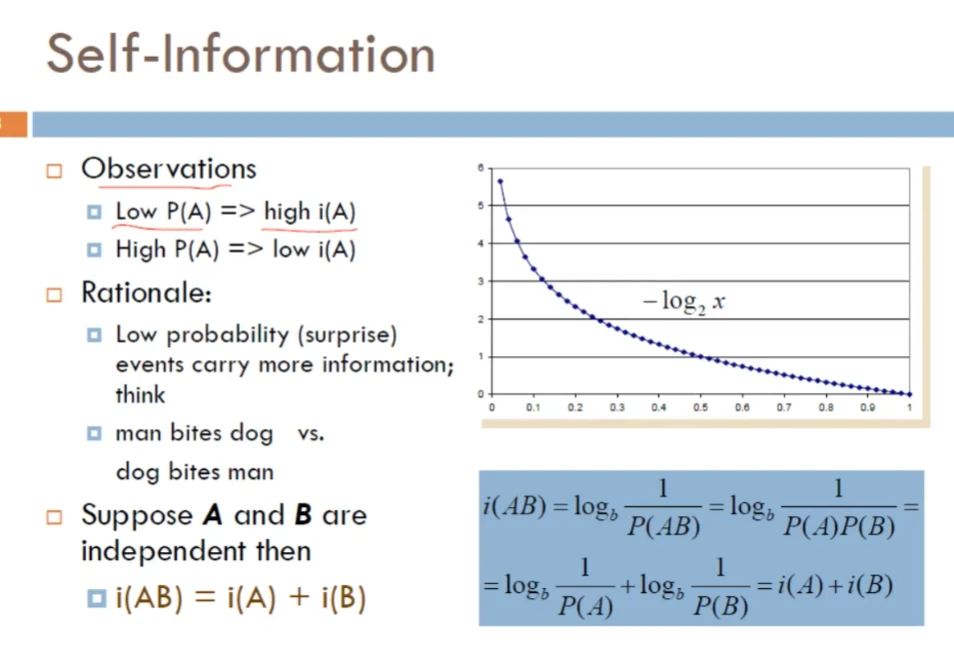 Self-Information
Observations
Low P(A) => high i(A)
High P(A) => low i(A)
Rationale:
Low probability (surprise)
events carry more information;
think
man bites dog vs.
dog bites man
Suppose A and B are
independent then
i(AB) = i(A) + i(B)
6
5
4
3
2
1
0
− log₂ x
0 0.1 0.2 0.3 0.4 0.5 0.6 0.7 0.8 0.9 1
i(AB) = log_b 1/P(AB) = log_b 1/P(A)P(B) =
= log_b 1/P(A) + log_b 1/P(B) = i(A) + i(B)